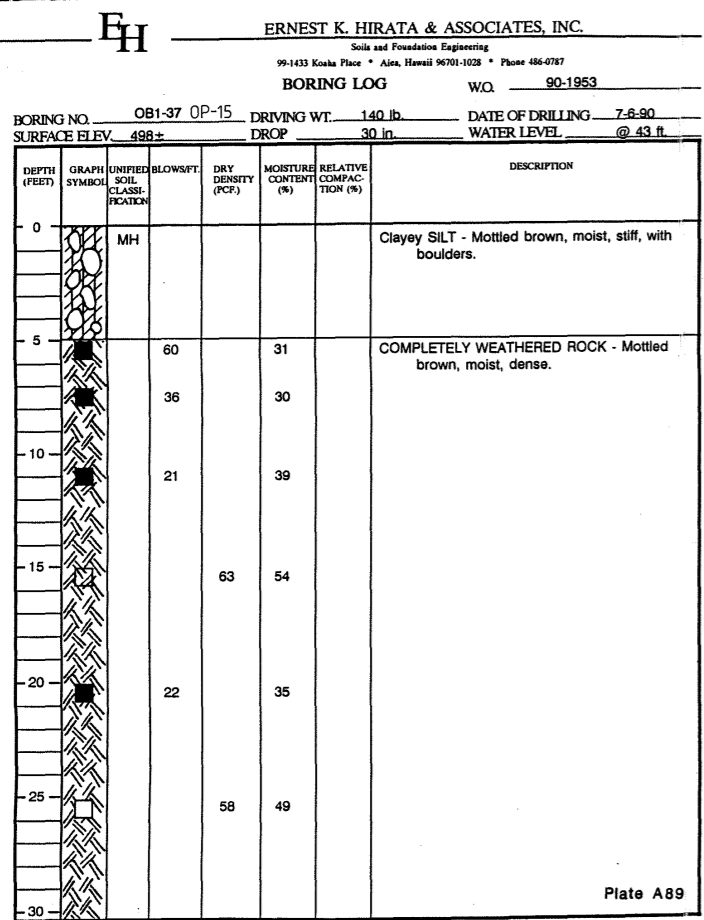 EH
ERNEST K. HIRATA & ASSOCIATES, INC.
Soils and Foundation Engineering
99-1433 Koaha Place * Aiea, Hawaii 96701-1028 * Phone 486-0787
BORING LOG W.O. 90-1953
BORING NO. OB1-37 OP-15 DRIVING WT. 140 lb. DATE OF DRILLING 7-6-90
SURFACE ELEV. 498± DROP 30 in. WATER LEVEL @ 43 ft.
DEPTH (FEET) GRAPH SYMBOL UNIFIED SOIL CLASSI-FICATION BLOWS/FT. DRY DENSITY (PCF.) MOISTURE CONTENT (%) RELATIVE COMPAC-TION (%) DESCRIPTION
0 MH Clayey SILT - Mottled brown, moist, stiff, with
boulders.
5 60 31 COMPLETELY WEATHERED ROCK - Mottled
brown, moist, dense.
36 30
10
21 39
15 63 54
20 22 35
25 58 49
Plate A89
30